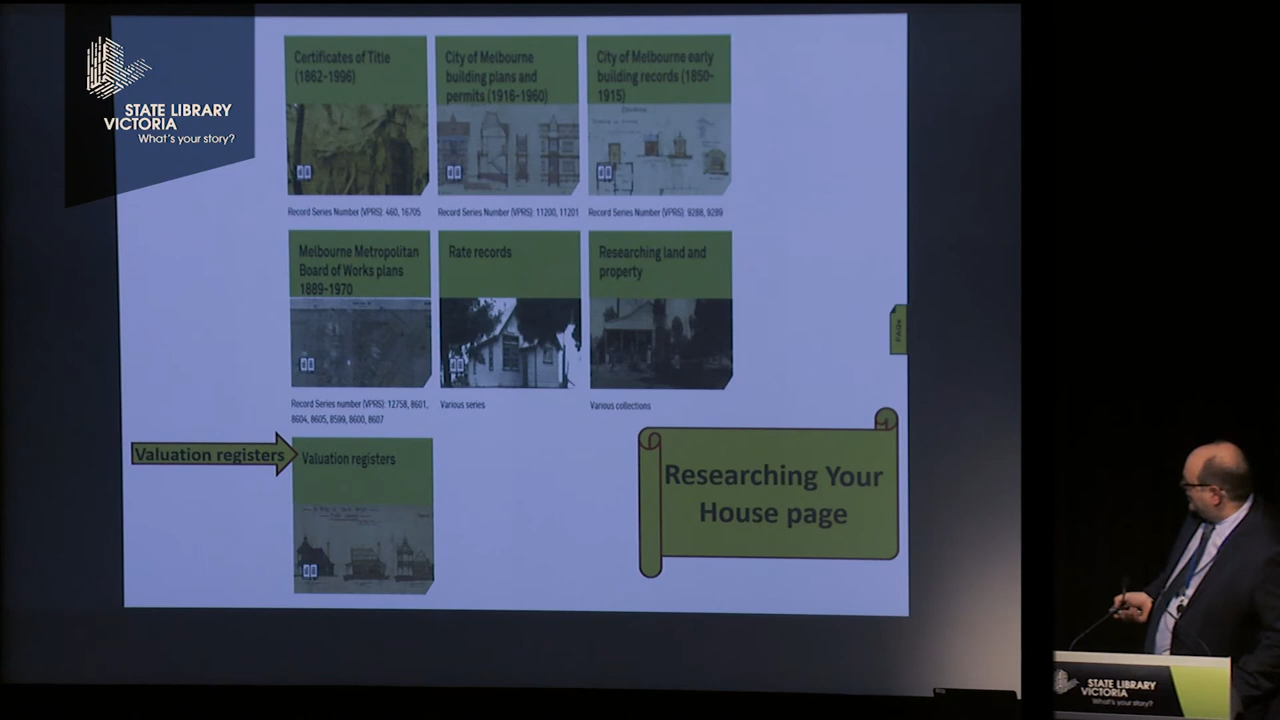 STATE LIBRARY
VICTORIA
What's your story?
Certificates of Title
(1862-1996)
City of Melbourne
building plans and
permits (1916-1960)
City of Melbourne early
building records (1850-
1915)
Record Series Number (VPRS): 460, 16705
Record Series Number (VPRS): 11200, 11201
Record Series Number (VPRS): 9288, 9289
Melbourne Metropolitan
Board of Works plans
1889-1970
Rate records
Researching land and
property
FAQs
Record Series number (VPRS): 12758, 8601,
8604, 8605, 8599, 8600, 8607
Various series
Various collections
Valuation registers
Valuation registers
Researching Your
House page
STATE LIBRARY
VICTORIA
What's your story?